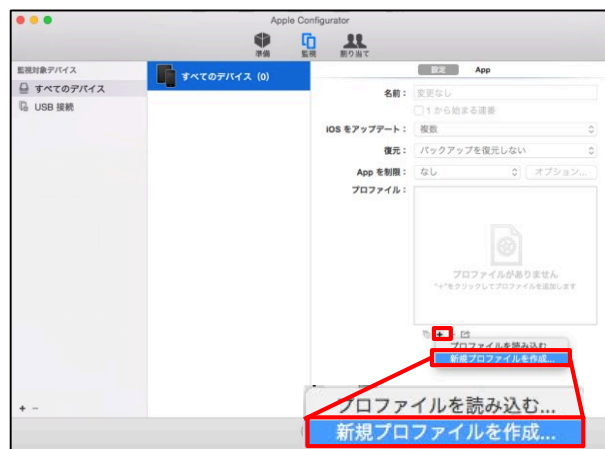 Apple Configurator
準備
監視
割り当て
監視対象デバイス
すべてのデバイス
USB 接続
すべてのデバイス (0)
設定
App
名前：
変更なし
1 から始まる連番
iOS をアップデート：
複数
復元：
バックアップを復元しない
App を制限：
なし
オプション...
プロファイル：
プロファイルがありません
"+"をクリックしてプロファイルを追加します
プロファイルを読み込む...
新規プロファイルを作成...
プロファイルを読み込む...
新規プロファイルを作成...